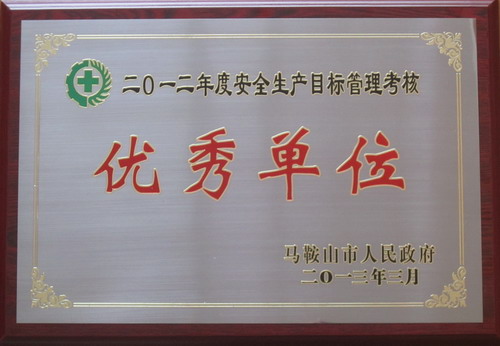 二〇一二年度安全生产目标管理考核
优秀单位
马鞍山市人民政府
二〇一三年三月